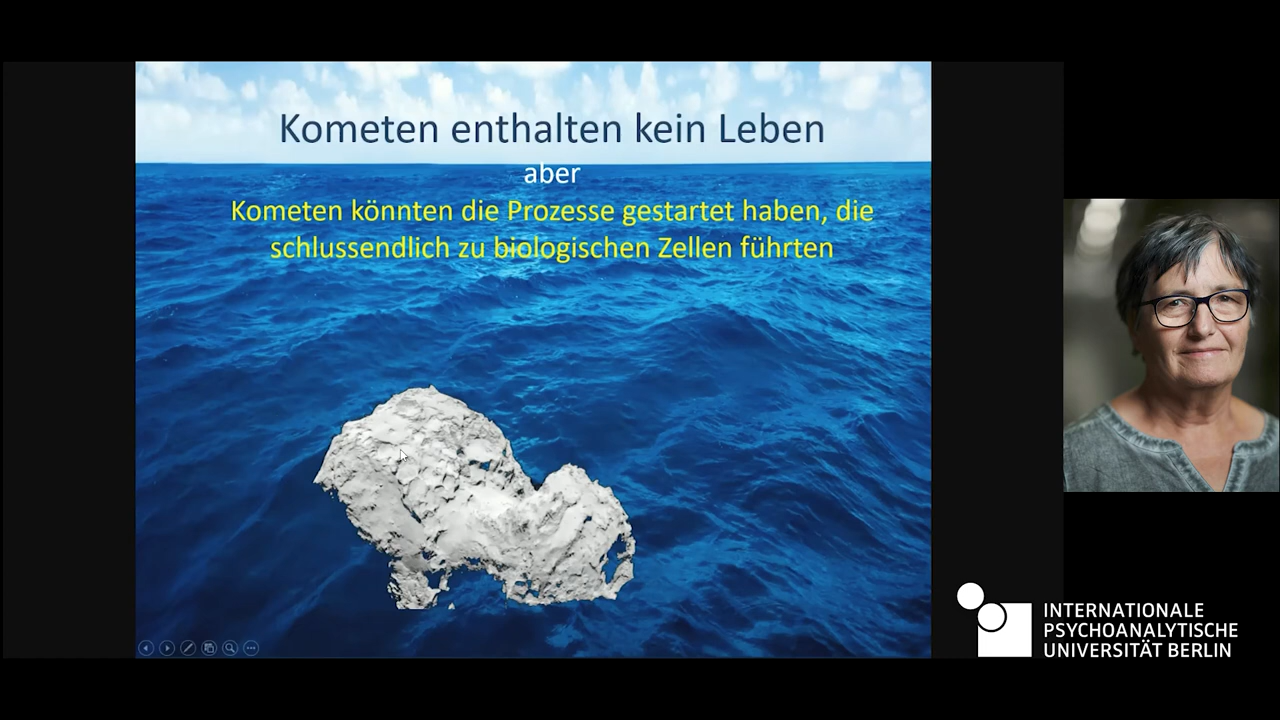 Kometen enthalten kein Leben
aber
Kometen könnten die Prozesse gestartet haben, die
schlussendlich zu biologischen Zellen führten
INTERNATIONALE
PSYCHOANALYTISCHE
UNIVERSITÄT BERLIN